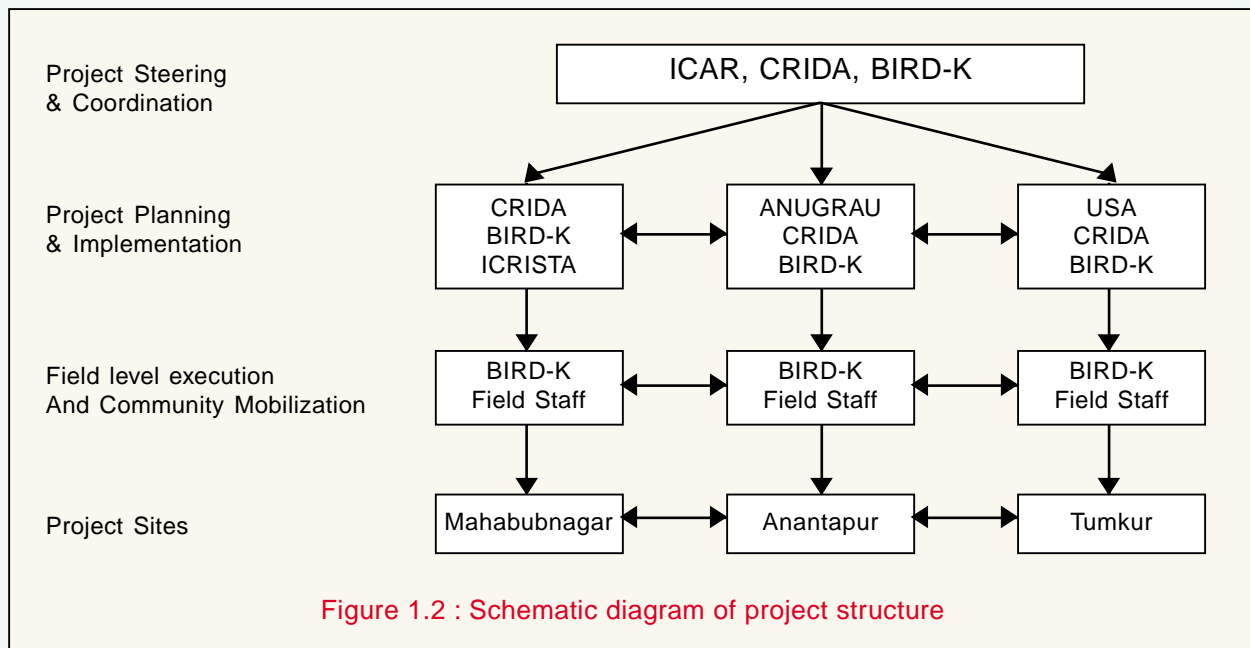 Project Steering
& Coordination
ICAR, CRIDA, BIRD-K
Project Planning
& Implementation
CRIDA
BIRD-K
ICRISTA
ANUGRAU
CRIDA
BIRD-K
USA
CRIDA
BIRD-K
Field level execution
And Community Mobilization
BIRD-K
Field Staff
BIRD-K
Field Staff
BIRD-K
Field Staff
Project Sites
Mahabubnagar
Anantapur
Tumkur
Figure 1.2 : Schematic diagram of project structure